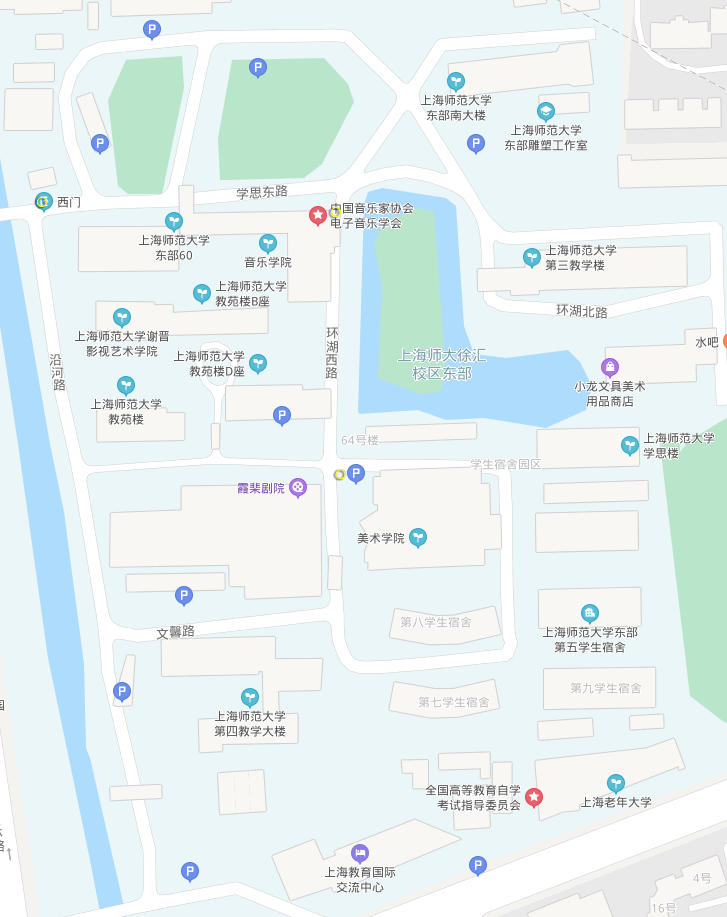 P
P
上海师范大学
东部南大楼
上海师范大学
东部雕塑工作室
P
P
学思东路
西门
中国音乐家协会
电子音乐学会
上海师范大学
东部60
音乐学院
上海师范大学
第三教学楼
上海师范大学
教苑楼B座
环湖北路
上海师范大学谢晋
影视艺术学院
环湖西路
沿河路
水吧
上海师范大学
教苑楼D座
上海师大徐汇
校区东部
小龙文具美术
用品商店
上海师范大学
教苑楼
P
64号楼
上海师范大学
学思楼
学生宿舍园区
P
霞棐剧院
美术学院
P
文馨路
第八学生宿舍
上海师范大学东部
第五学生宿舍
P
第七学生宿舍
第九学生宿舍
上海师范大学
第四教学大楼
全国高等教育自学
考试指导委员会
上海老年大学
上海教育国际
交流中心
P
P
4号
16号